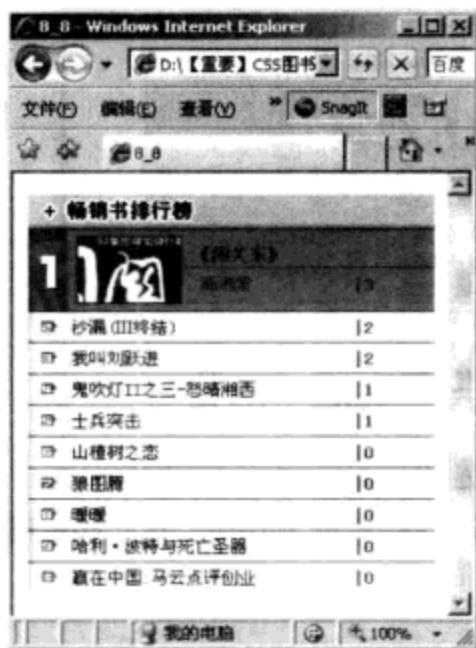 8_8 - Windows Internet Explorer
D:\【重要】CSS图书 百度
文件(F) 编辑(E) 查看(V) » SnagIt
8_8
+ 畅销书排行榜
1
《闯关东》
|3
沙漏(III终结) |2
我叫刘跃进 |2
鬼吹灯II之三-怒晴湘西 |1
士兵突击 |1
山楂树之恋 |0
狼图腾 |0
暖暖 |0
哈利·波特与死亡圣器 |0
赢在中国 马云点评创业 |0
我的电脑 100%